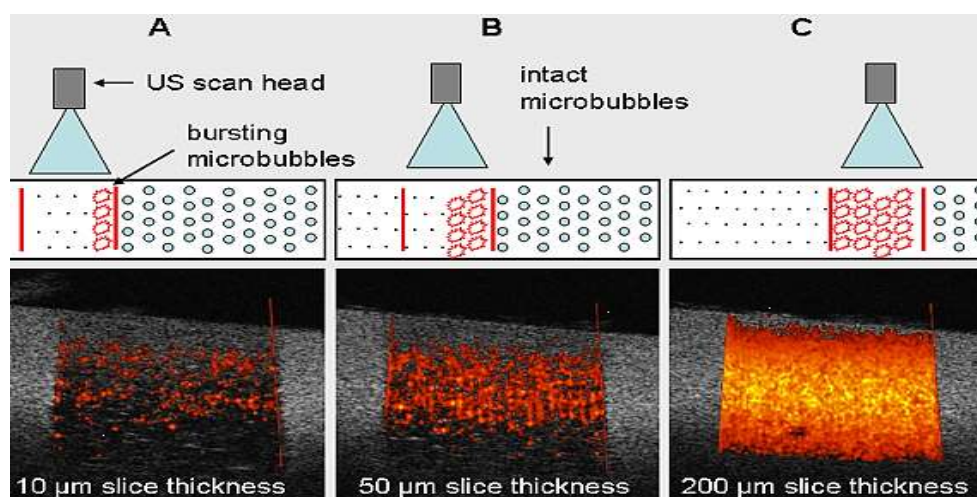 A
B
C
US scan head
bursting
microbubbles
intact
microbubbles
10 µm slice thickness
50 µm slice thickness
200 µm slice thickness